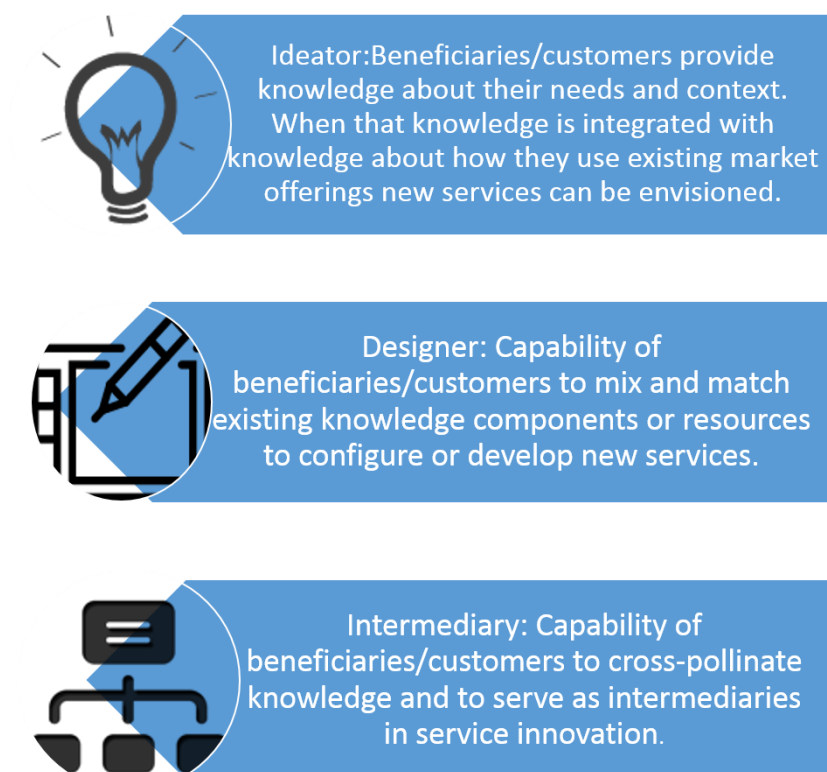 Ideator:Beneficiaries/customers provide
knowledge about their needs and context.
When that knowledge is integrated with
knowledge about how they use existing market
offerings new services can be envisioned.
Designer: Capability of
beneficiaries/customers to mix and match
existing knowledge components or resources
to configure or develop new services.
Intermediary: Capability of
beneficiaries/customers to cross-pollinate
knowledge and to serve as intermediaries
in service innovation.